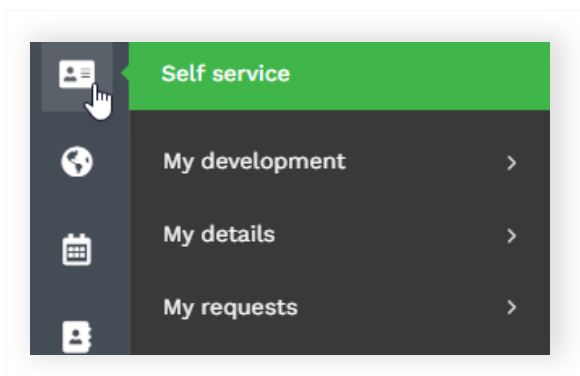 Self service
My development
My details
My requests